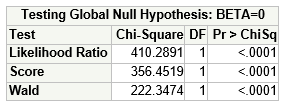 Testing Global Null Hypothesis: BETA=0
Test Chi-Square DF Pr > ChiSq
Likelihood Ratio 410.2891 1 <.0001
Score 356.4519 1 <.0001
Wald 222.3474 1 <.0001